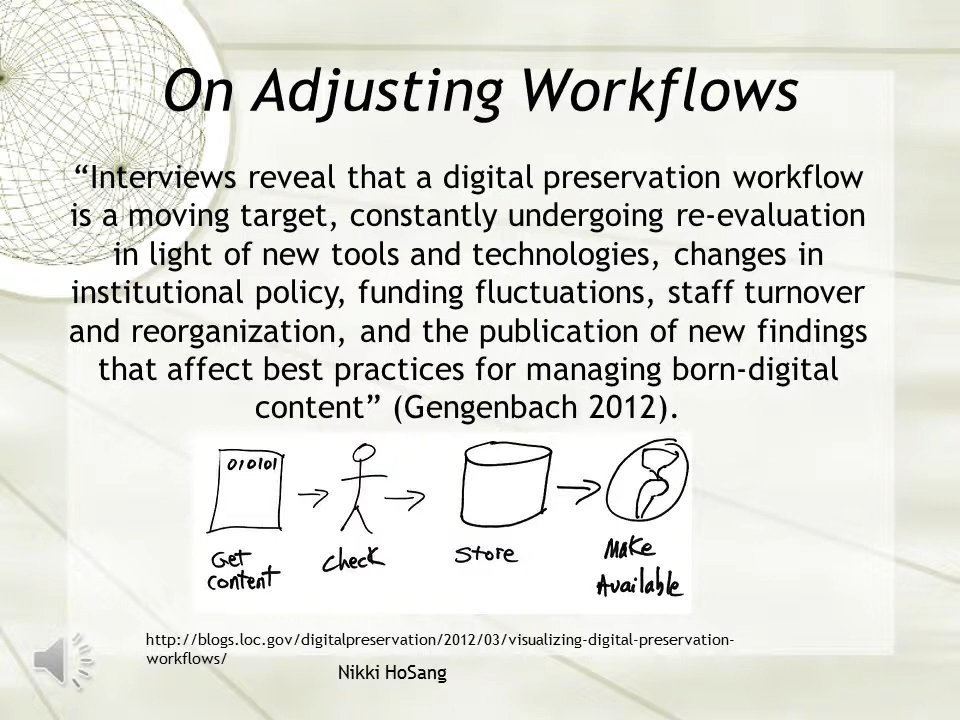 On Adjusting Workflows
“Interviews reveal that a digital preservation workflow
is a moving target, constantly undergoing re-evaluation
in light of new tools and technologies, changes in
institutional policy, funding fluctuations, staff turnover
and reorganization, and the publication of new findings
that affect best practices for managing born-digital
content” (Gengenbach 2012).
010101
Get
content
check
store
Make
Available
http://blogs.loc.gov/digitalpreservation/2012/03/visualizing-digital-preservation-
workflows/
Nikki HoSang